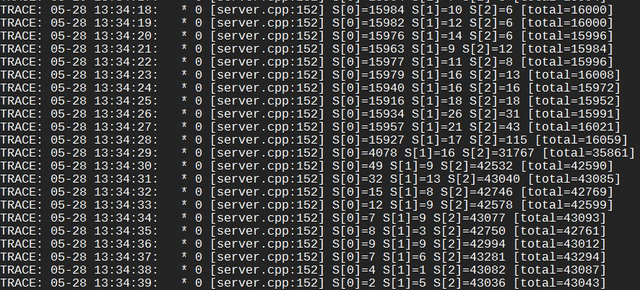 TRACE: 05-28 13:34:18: * 0 [server.cpp:152] S[0]=15984 S[1]=10 S[2]=6 [total=16000]
TRACE: 05-28 13:34:19: * 0 [server.cpp:152] S[0]=15982 S[1]=12 S[2]=6 [total=16000]
TRACE: 05-28 13:34:20: * 0 [server.cpp:152] S[0]=15976 S[1]=14 S[2]=6 [total=15996]
TRACE: 05-28 13:34:21: * 0 [server.cpp:152] S[0]=15963 S[1]=9 S[2]=12 [total=15984]
TRACE: 05-28 13:34:22: * 0 [server.cpp:152] S[0]=15977 S[1]=11 S[2]=8 [total=15996]
TRACE: 05-28 13:34:23: * 0 [server.cpp:152] S[0]=15979 S[1]=16 S[2]=13 [total=16008]
TRACE: 05-28 13:34:24: * 0 [server.cpp:152] S[0]=15940 S[1]=16 S[2]=16 [total=15972]
TRACE: 05-28 13:34:25: * 0 [server.cpp:152] S[0]=15916 S[1]=18 S[2]=18 [total=15952]
TRACE: 05-28 13:34:26: * 0 [server.cpp:152] S[0]=15934 S[1]=26 S[2]=31 [total=15991]
TRACE: 05-28 13:34:27: * 0 [server.cpp:152] S[0]=15957 S[1]=21 S[2]=43 [total=16021]
TRACE: 05-28 13:34:28: * 0 [server.cpp:152] S[0]=15927 S[1]=17 S[2]=115 [total=16059]
TRACE: 05-28 13:34:29: * 0 [server.cpp:152] S[0]=4078 S[1]=16 S[2]=31767 [total=35861]
TRACE: 05-28 13:34:30: * 0 [server.cpp:152] S[0]=49 S[1]=9 S[2]=42532 [total=42590]
TRACE: 05-28 13:34:31: * 0 [server.cpp:152] S[0]=32 S[1]=13 S[2]=43040 [total=43085]
TRACE: 05-28 13:34:32: * 0 [server.cpp:152] S[0]=15 S[1]=8 S[2]=42746 [total=42769]
TRACE: 05-28 13:34:33: * 0 [server.cpp:152] S[0]=12 S[1]=9 S[2]=42578 [total=42599]
TRACE: 05-28 13:34:34: * 0 [server.cpp:152] S[0]=7 S[1]=9 S[2]=43077 [total=43093]
TRACE: 05-28 13:34:35: * 0 [server.cpp:152] S[0]=8 S[1]=3 S[2]=42750 [total=42761]
TRACE: 05-28 13:34:36: * 0 [server.cpp:152] S[0]=9 S[1]=9 S[2]=42994 [total=43012]
TRACE: 05-28 13:34:37: * 0 [server.cpp:152] S[0]=7 S[1]=6 S[2]=43281 [total=43294]
TRACE: 05-28 13:34:38: * 0 [server.cpp:152] S[0]=4 S[1]=1 S[2]=43082 [total=43087]
TRACE: 05-28 13:34:39: * 0 [server.cpp:152] S[0]=2 S[1]=5 S[2]=43036 [total=43043]